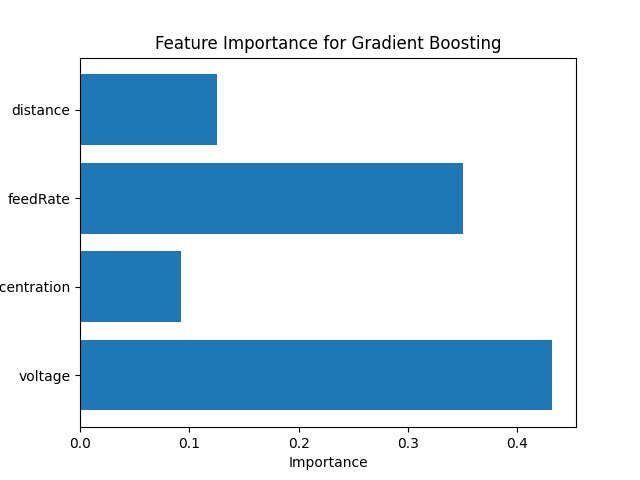 Feature Importance for Gradient Boosting
distance
feedRate
centration
voltage
0.0 0.1 0.2 0.3 0.4
Importance